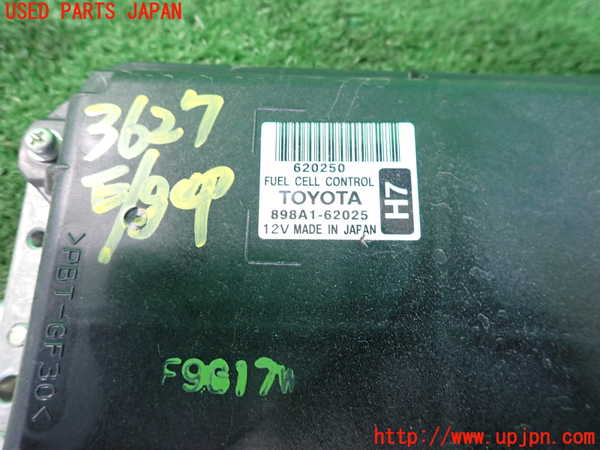 USED PARTS JAPAN
3627
620250
FUEL CELL CONTROL
TOYOTA
898A1-62025
12V MADE IN JAPAN
H7
>PBT-GF30<
F9G17W
http://www.upjpn.com/